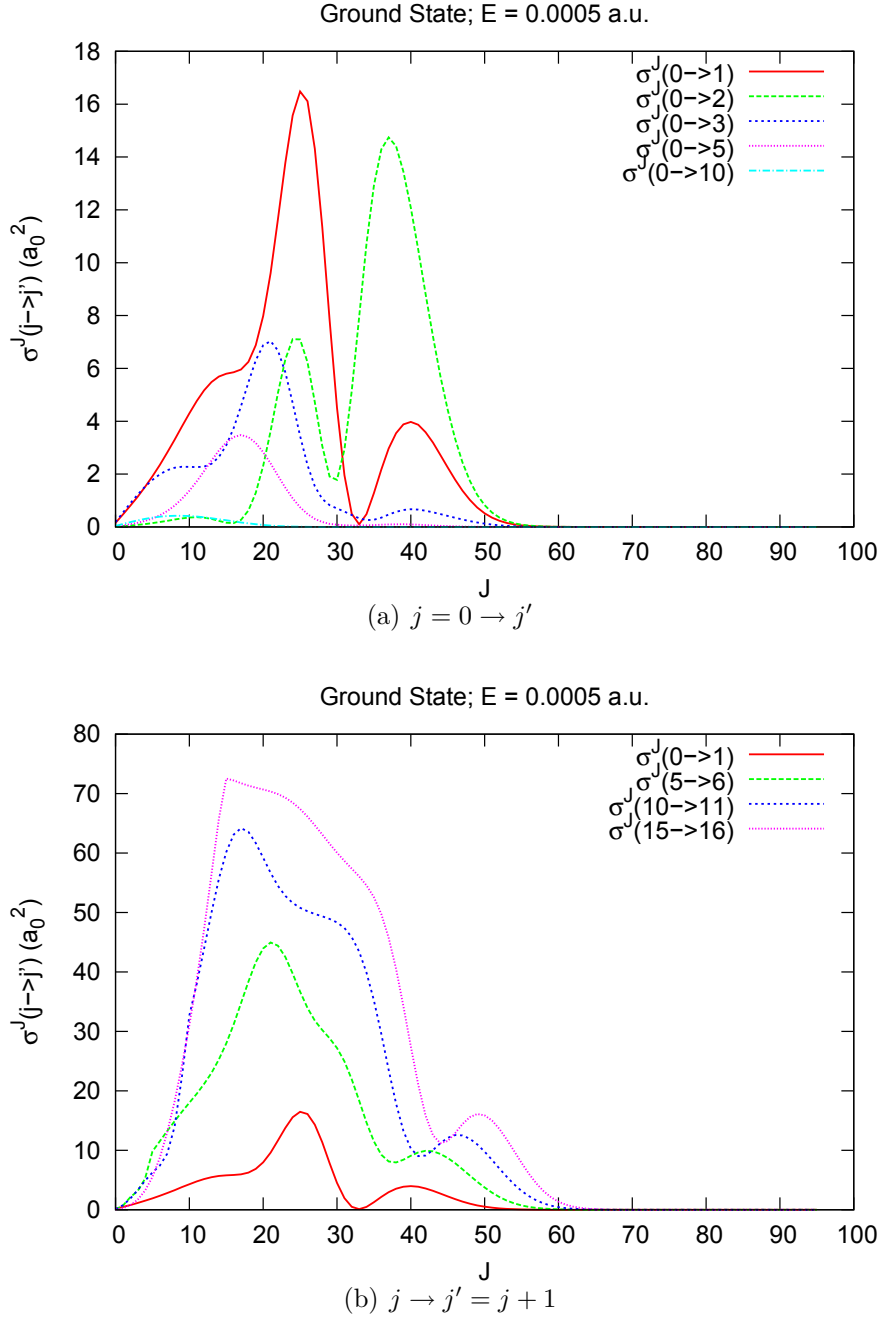 Ground State; E = 0.0005 a.u.
σ^J(j->j') (a_0^2)
18
16
14
12
10
8
6
4
2
0
σ^J(0->1)
σ^J(0->2)
σ^J(0->3)
σ^J(0->5)
σ^J(0->10)
0 10 20 30 40 50 60 70 80 90 100
J
(a) j = 0 → j′
Ground State; E = 0.0005 a.u.
σ^J(j->j') (a_0^2)
80
70
60
50
40
30
20
10
0
σ^J(0->1)
σ^J(5->6)
σ^J(10->11)
σ^J(15->16)
0 10 20 30 40 50 60 70 80 90 100
J
(b) j → j′ = j + 1